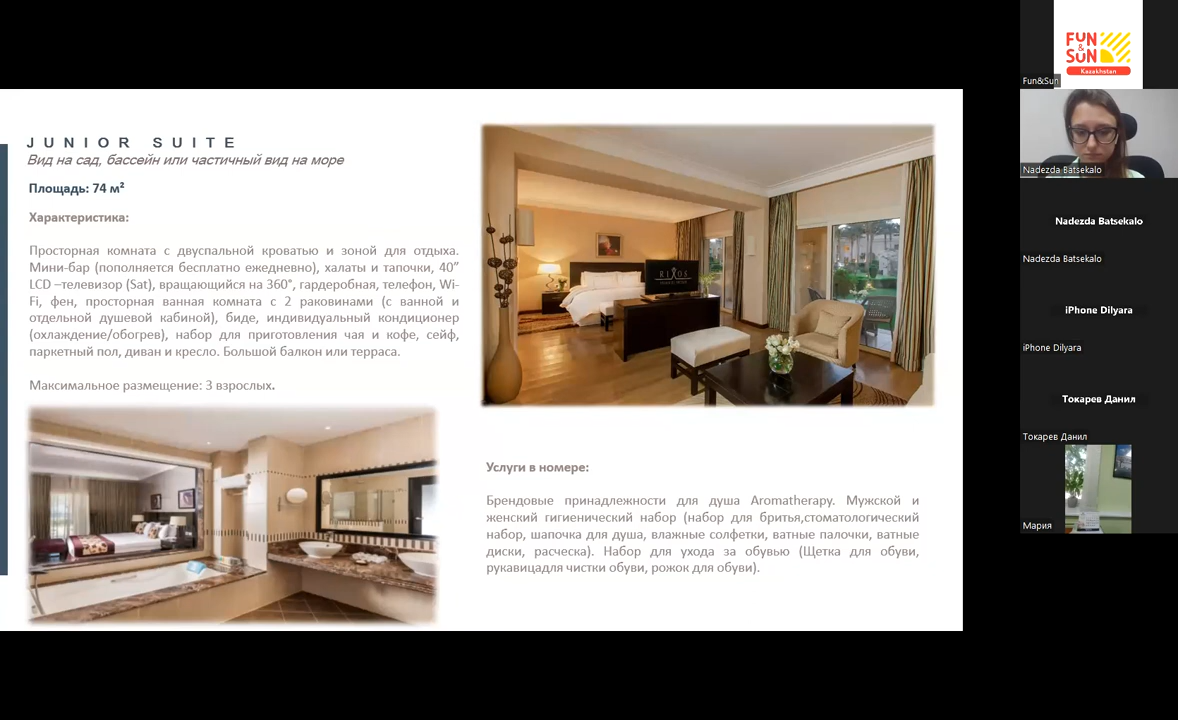 JUNIOR SUITE
Вид на сад, бассейн или частичный вид на море
Площадь: 74 м²
Характеристика:
Просторная комната с двуспальной кроватью и зоной для отдыха.
Мини-бар (пополняется бесплатно ежедневно), халаты и тапочки, 40”
LCD –телевизор (Sat), вращающийся на 360°, гардеробная, телефон, Wi-
Fi, фен, просторная ванная комната с 2 раковинами (с ванной и
отдельной душевой кабиной), биде, индивидуальный кондиционер
(охлаждение/обогрев), набор для приготовления чая и кофе, сейф,
паркетный пол, диван и кресло. Большой балкон или терраса.
Максимальное размещение: 3 взрослых.
RIXOS
Услуги в номере:
Брендовые принадлежности для душа Aromatherapy. Мужской и
женский гигиенический набор (набор для бритья,стоматологический
набор, шапочка для душа, влажные солфетки, ватные палочки, ватные
диски, расческа). Набор для ухода за обувью (Щетка для обуви,
рукавицадля чистки обуви, рожок для обуви).
FUN
&
SUN
Kazakhstan
Fun&Sun
Nadezda Batsekalo
Nadezda Batsekalo
Nadezda Batsekalo
iPhone Dilyara
iPhone Dilyara
Токарев Данил
Токарев Данил
Мария